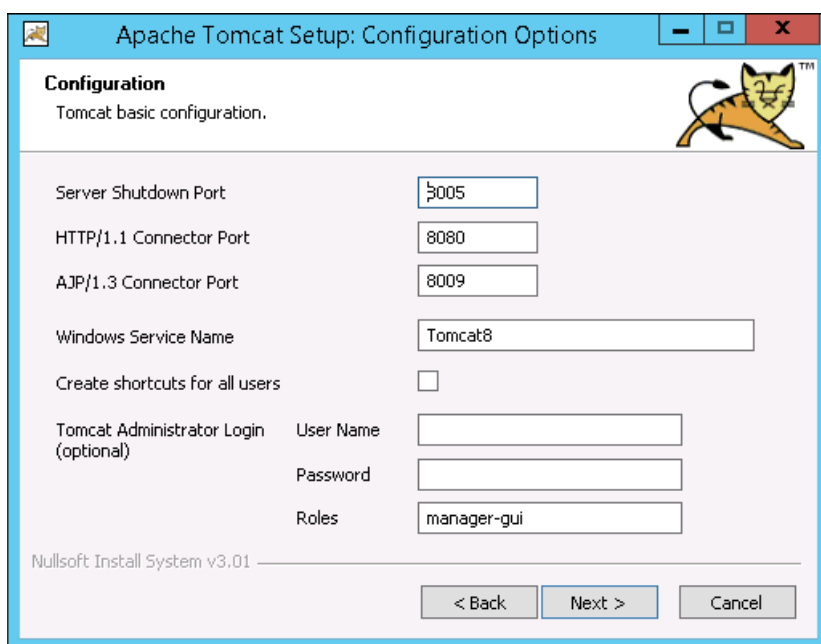 Apache Tomcat Setup: Configuration Options
Configuration
Tomcat basic configuration.
TM
Server Shutdown Port 8005
HTTP/1.1 Connector Port 8080
AJP/1.3 Connector Port 8009
Windows Service Name Tomcat8
Create shortcuts for all users
Tomcat Administrator Login User Name
(optional)
Password
Roles manager-gui
Nullsoft Install System v3.01
< Back Next > Cancel